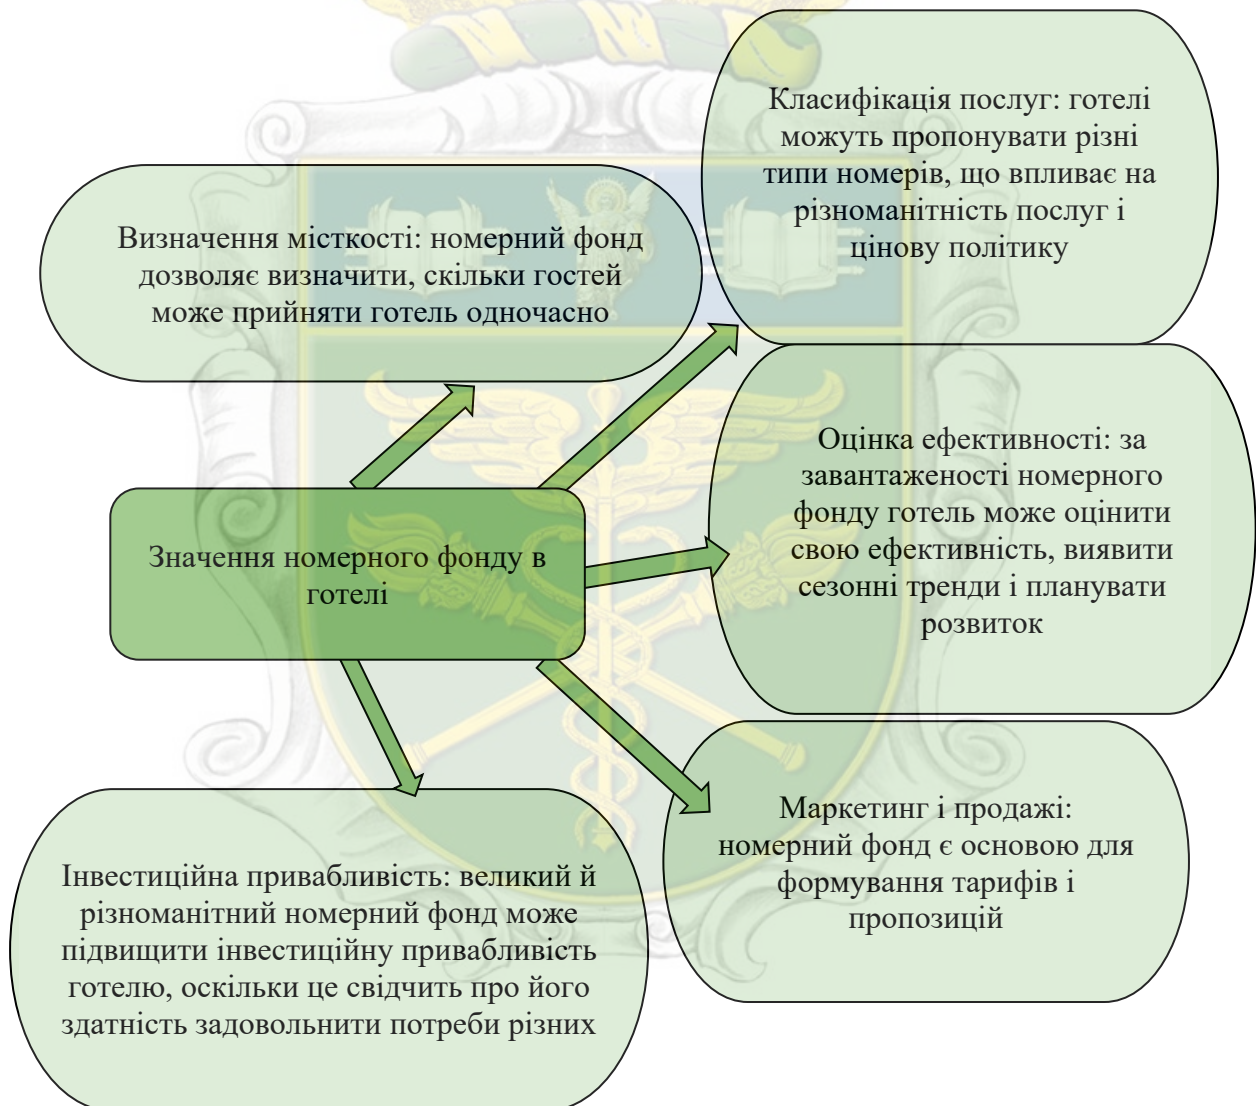 Класифікація послуг: готелі
можуть пропонувати різні
типи номерів, що впливає на
різноманітність послуг і
цінову політику
Визначення місткості: номерний фонд
дозволяє визначити, скільки гостей
може прийняти готель одночасно
Оцінка ефективності: за
завантаженості номерного
фонду готель може оцінити
свою ефективність, виявити
сезонні тренди і планувати
розвиток
Значення номерного фонду в
готелі
Маркетинг і продажі:
номерний фонд є основою для
формування тарифів і
пропозицій
Інвестиційна привабливість: великий й
різноманітний номерний фонд може
підвищити інвестиційну привабливість
готелю, оскільки це свідчить про його
здатність задовольнити потреби різних